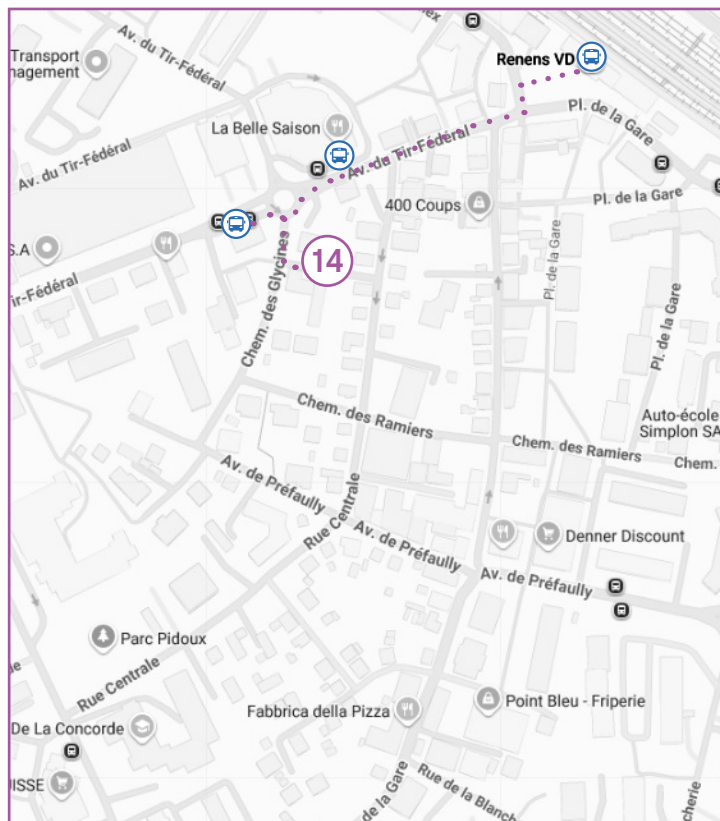 Transport
nagement
Av. du Tir-Fédéral
Renens VD
La Belle Saison
Av. du Tir-Fédéral
Av. du Tir-Fédéral
Pl. de la Gare
400 Coups
Pl. de la Gare
S.A
ir-Fédéral
14
Chem. des Glycines
Pl. de la Gare
Pl. de la Gare
Chem. des Ramiers
Auto-école
Simplon SA
Chem. des Ramiers
Chem.
Av. de Préfaully
Rue Centrale
Av. de Préfaully
Denner Discount
Av. de Préfaully
Parc Pidoux
Rue Centrale
Point Bleu - Friperie
Fabbrica della Pizza
De La Concorde
UISSE
de la Gare
Rue de la Blanch
cherie